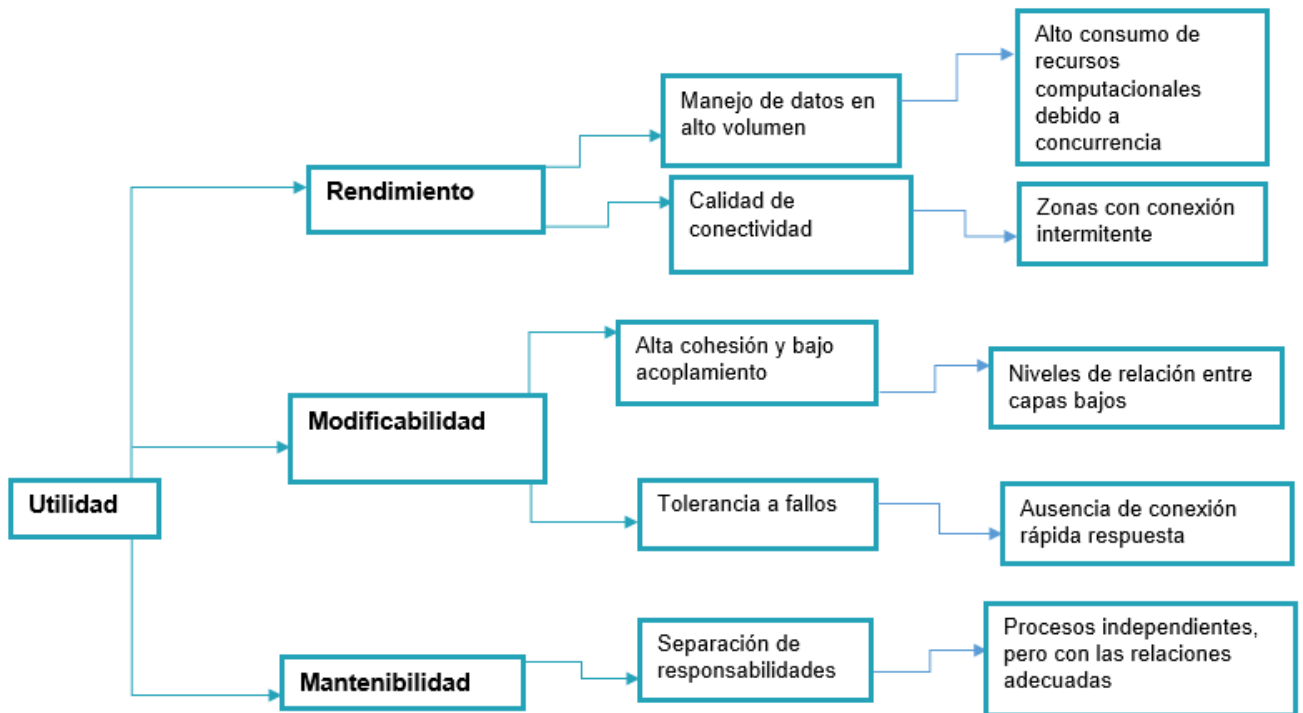 Utilidad
Rendimiento
Manejo de datos en
alto volumen
Alto consumo de
recursos
computacionales
debido a
concurrencia
Calidad de
conectividad
Zonas con conexión
intermitente
Modificabilidad
Alta cohesión y bajo
acoplamiento
Niveles de relación entre
capas bajos
Tolerancia a fallos
Ausencia de conexión
rápida respuesta
Mantenibilidad
Separación de
responsabilidades
Procesos independientes,
pero con las relaciones
adecuadas